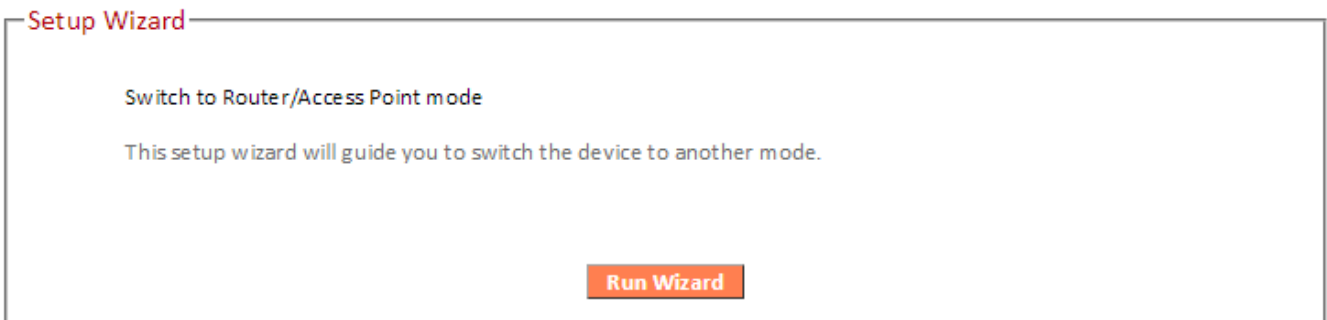 Setup Wizard
Switch to Router/Access Point mode
This setup wizard will guide you to switch the device to another mode.
Run Wizard